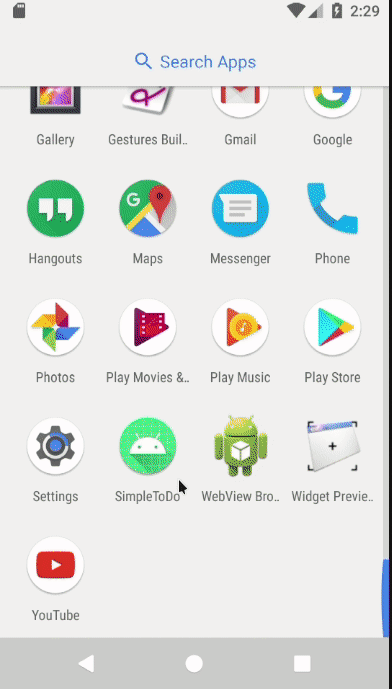 2:29
Search Apps
Gallery
Gestures Buil..
Gmail
Google
Hangouts
Maps
Messenger
Phone
Photos
Play Movies &..
Play Music
Play Store
Settings
SimpleToDo
WebView Bro..
Widget Previe..
YouTube